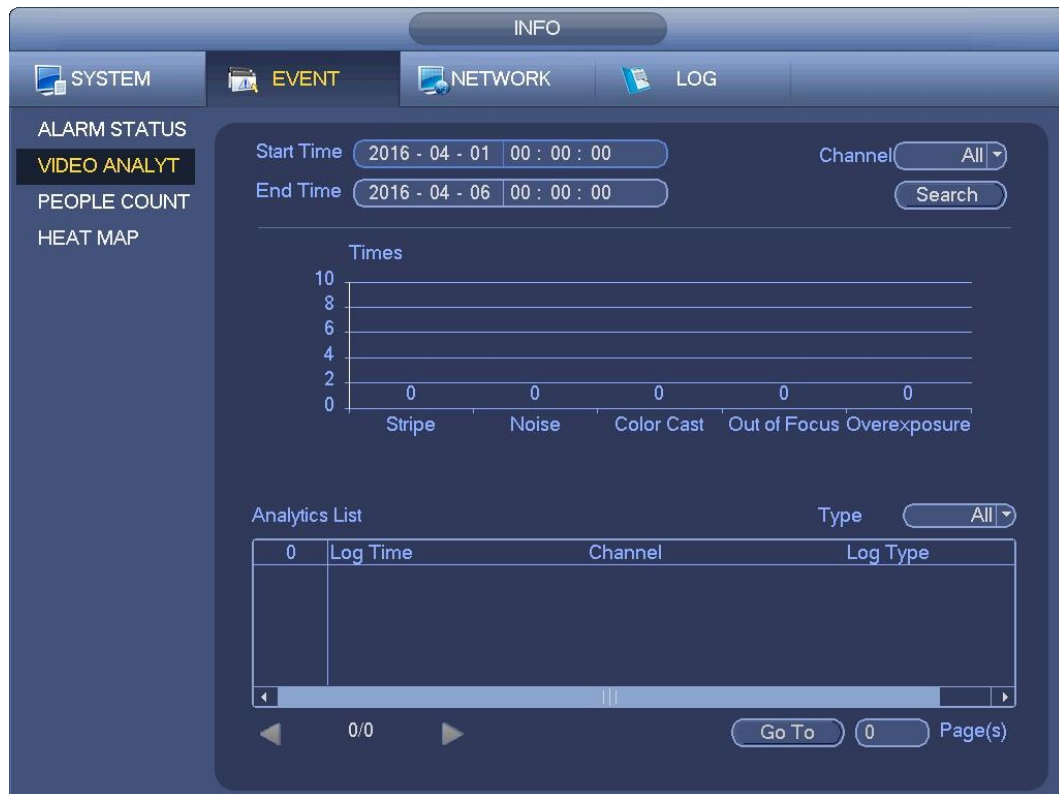 INFO
SYSTEM EVENT NETWORK LOG
ALARM STATUS
VIDEO ANALYT
PEOPLE COUNT
HEAT MAP
Start Time 2016 - 04 - 01 00 : 00 : 00 Channel All
End Time 2016 - 04 - 06 00 : 00 : 00 Search
Times
10
8
6
4
2
0
0 0 0 0 0
Stripe Noise Color Cast Out of Focus Overexposure
Analytics List Type All
0 Log Time Channel Log Type
0/0 Go To 0 Page(s)